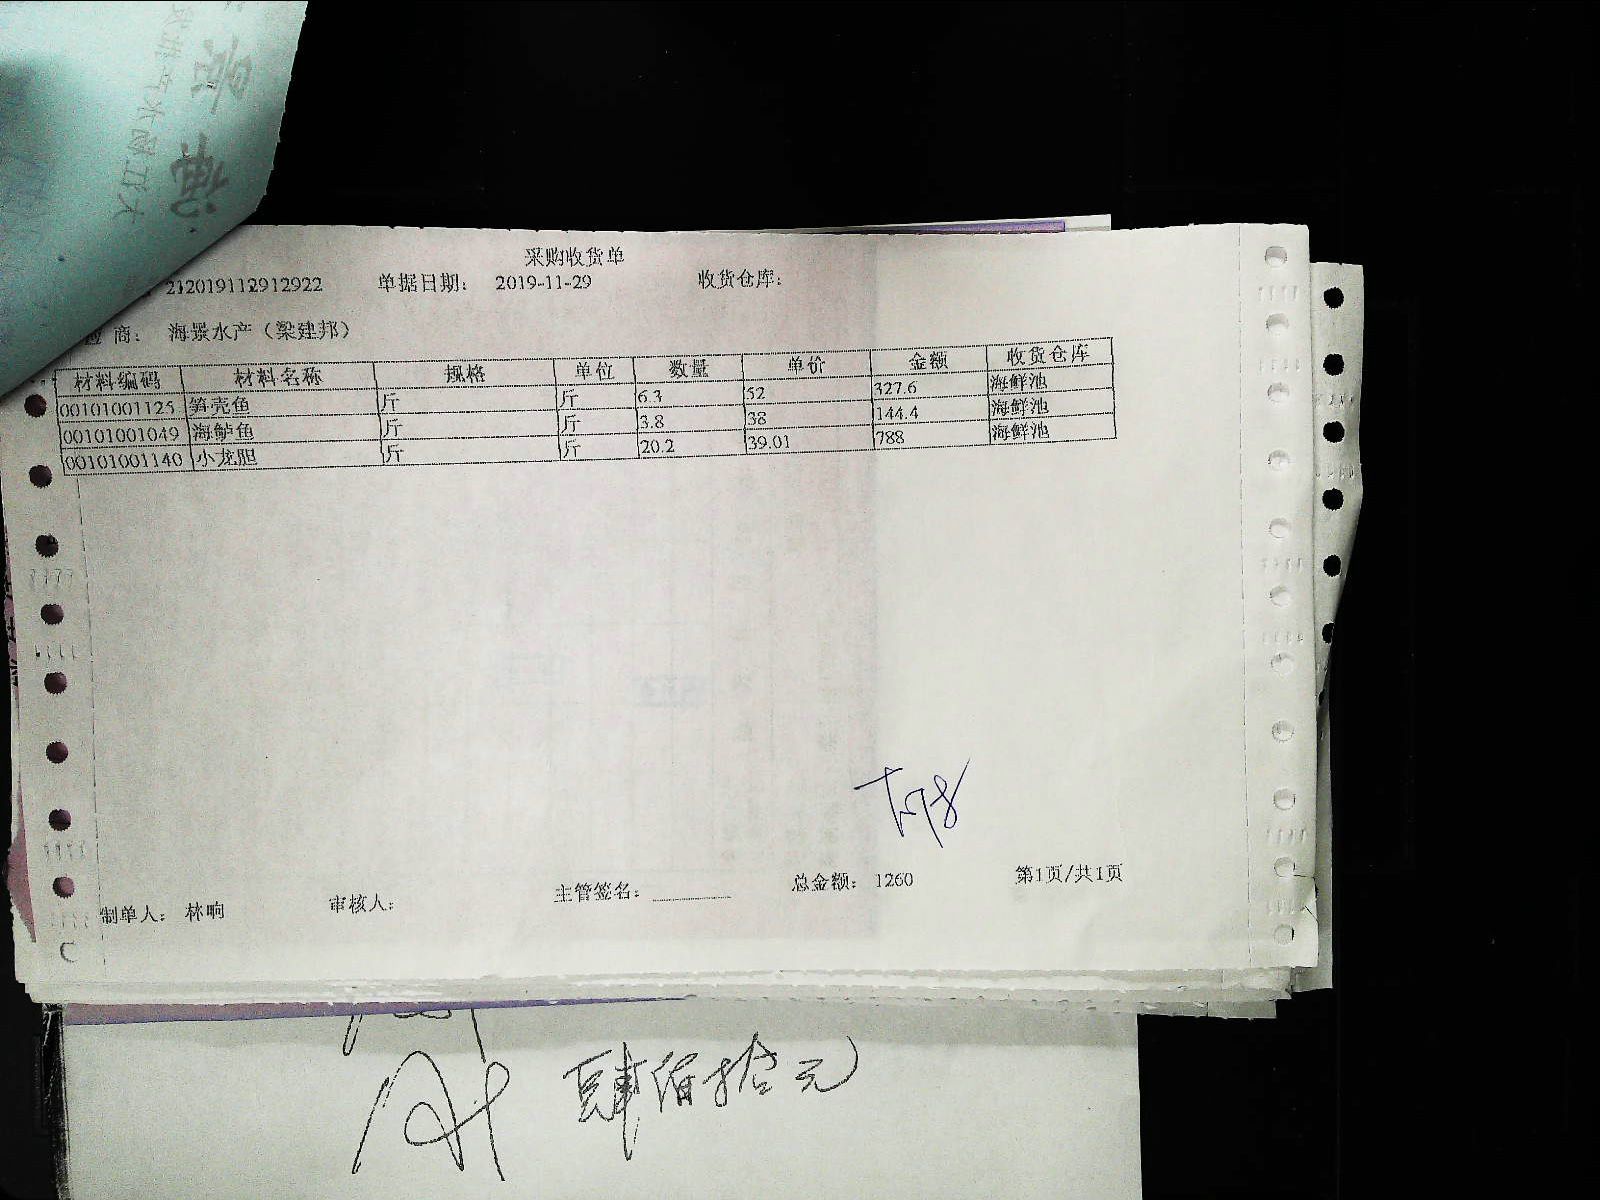 采购收货单
212019112912922 单据日期： 2019-11-29 收货仓库：
应 商： 海景水产（梁建邦）
材料编码 材料名称 规格 单位 数量 单价 金额 收货仓库
00101001125 笋壳鱼 斤 斤 6.3 52 327.6 海鲜池
00101001049 海鲈鱼 斤 斤 3.8 38 144.4 海鲜池
00101001140 小龙胆 斤 斤 20.2 39.01 788 海鲜池
主管签名： 总金额： 1260 第1页/共1页
制单人： 林响 审核人：
肆佰拾元